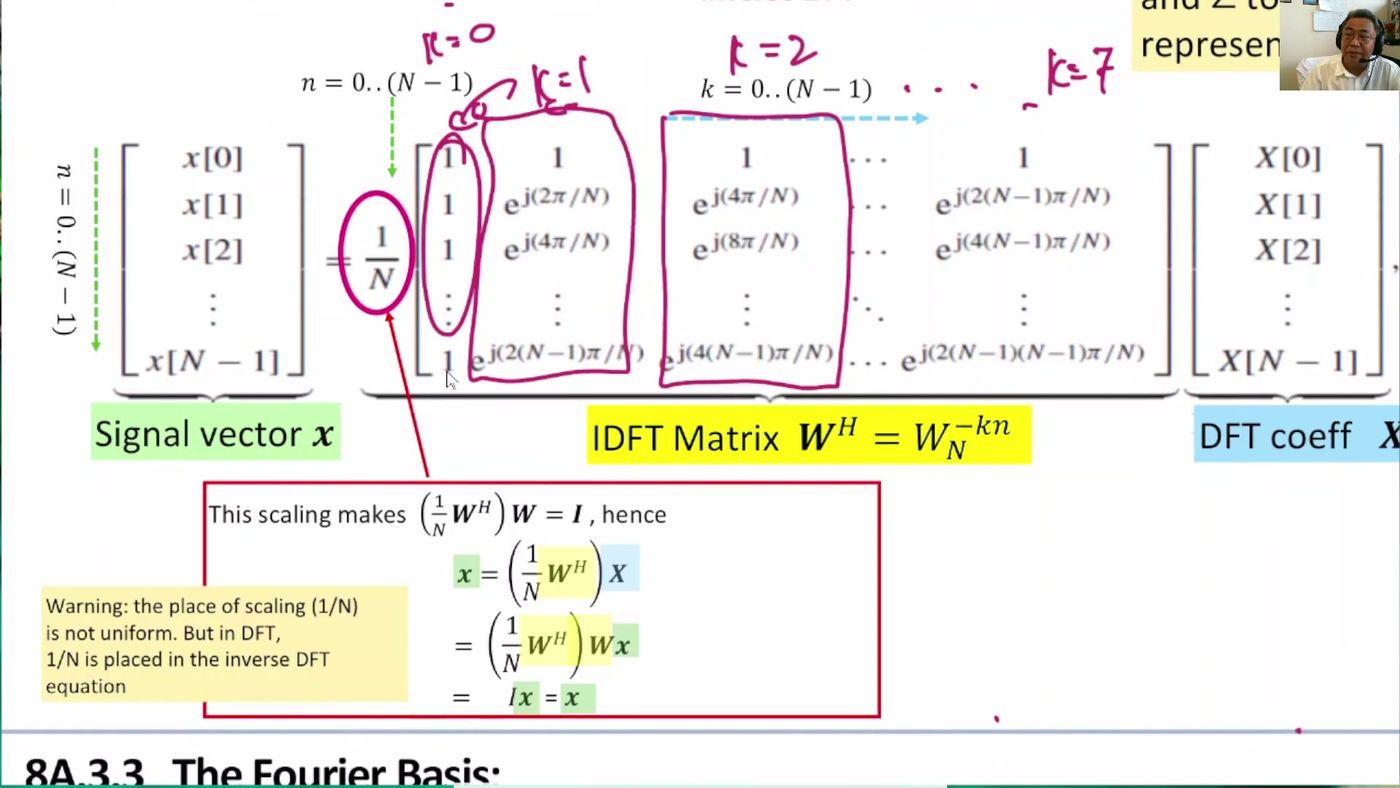 and Z to
represen
k=0
n = 0..(N − 1)
k=1
k=2
k = 0..(N − 1)
...
k=7
n = 0..(N − 1)
x[0] 1 1 1 ... 1 X[0]
x[1] 1 e^{j(2π/N)} e^{j(4π/N)} ... e^{j(2(N−1)π/N)} X[1]
x[2] 1 e^{j(4π/N)} e^{j(8π/N)} ... e^{j(4(N−1)π/N)} X[2]
= 1/N
⋮ ⋮ ⋮ ⋮ ⋱ ⋮ ⋮ ,
x[N − 1] 1 e^{j(2(N−1)π/N)} e^{j(4(N−1)π/N)} ... e^{j(2(N−1)(N−1)π/N)} X[N − 1]
Signal vector x
IDFT Matrix W^H = W_N^{−kn}
DFT coeff X
This scaling makes (1/N W^H) W = I , hence
x = (1/N W^H) X
= (1/N W^H) Wx
= Ix = x
Warning: the place of scaling (1/N)
is not uniform. But in DFT,
1/N is placed in the inverse DFT
equation
8A.3.3 The Fourier Basis: